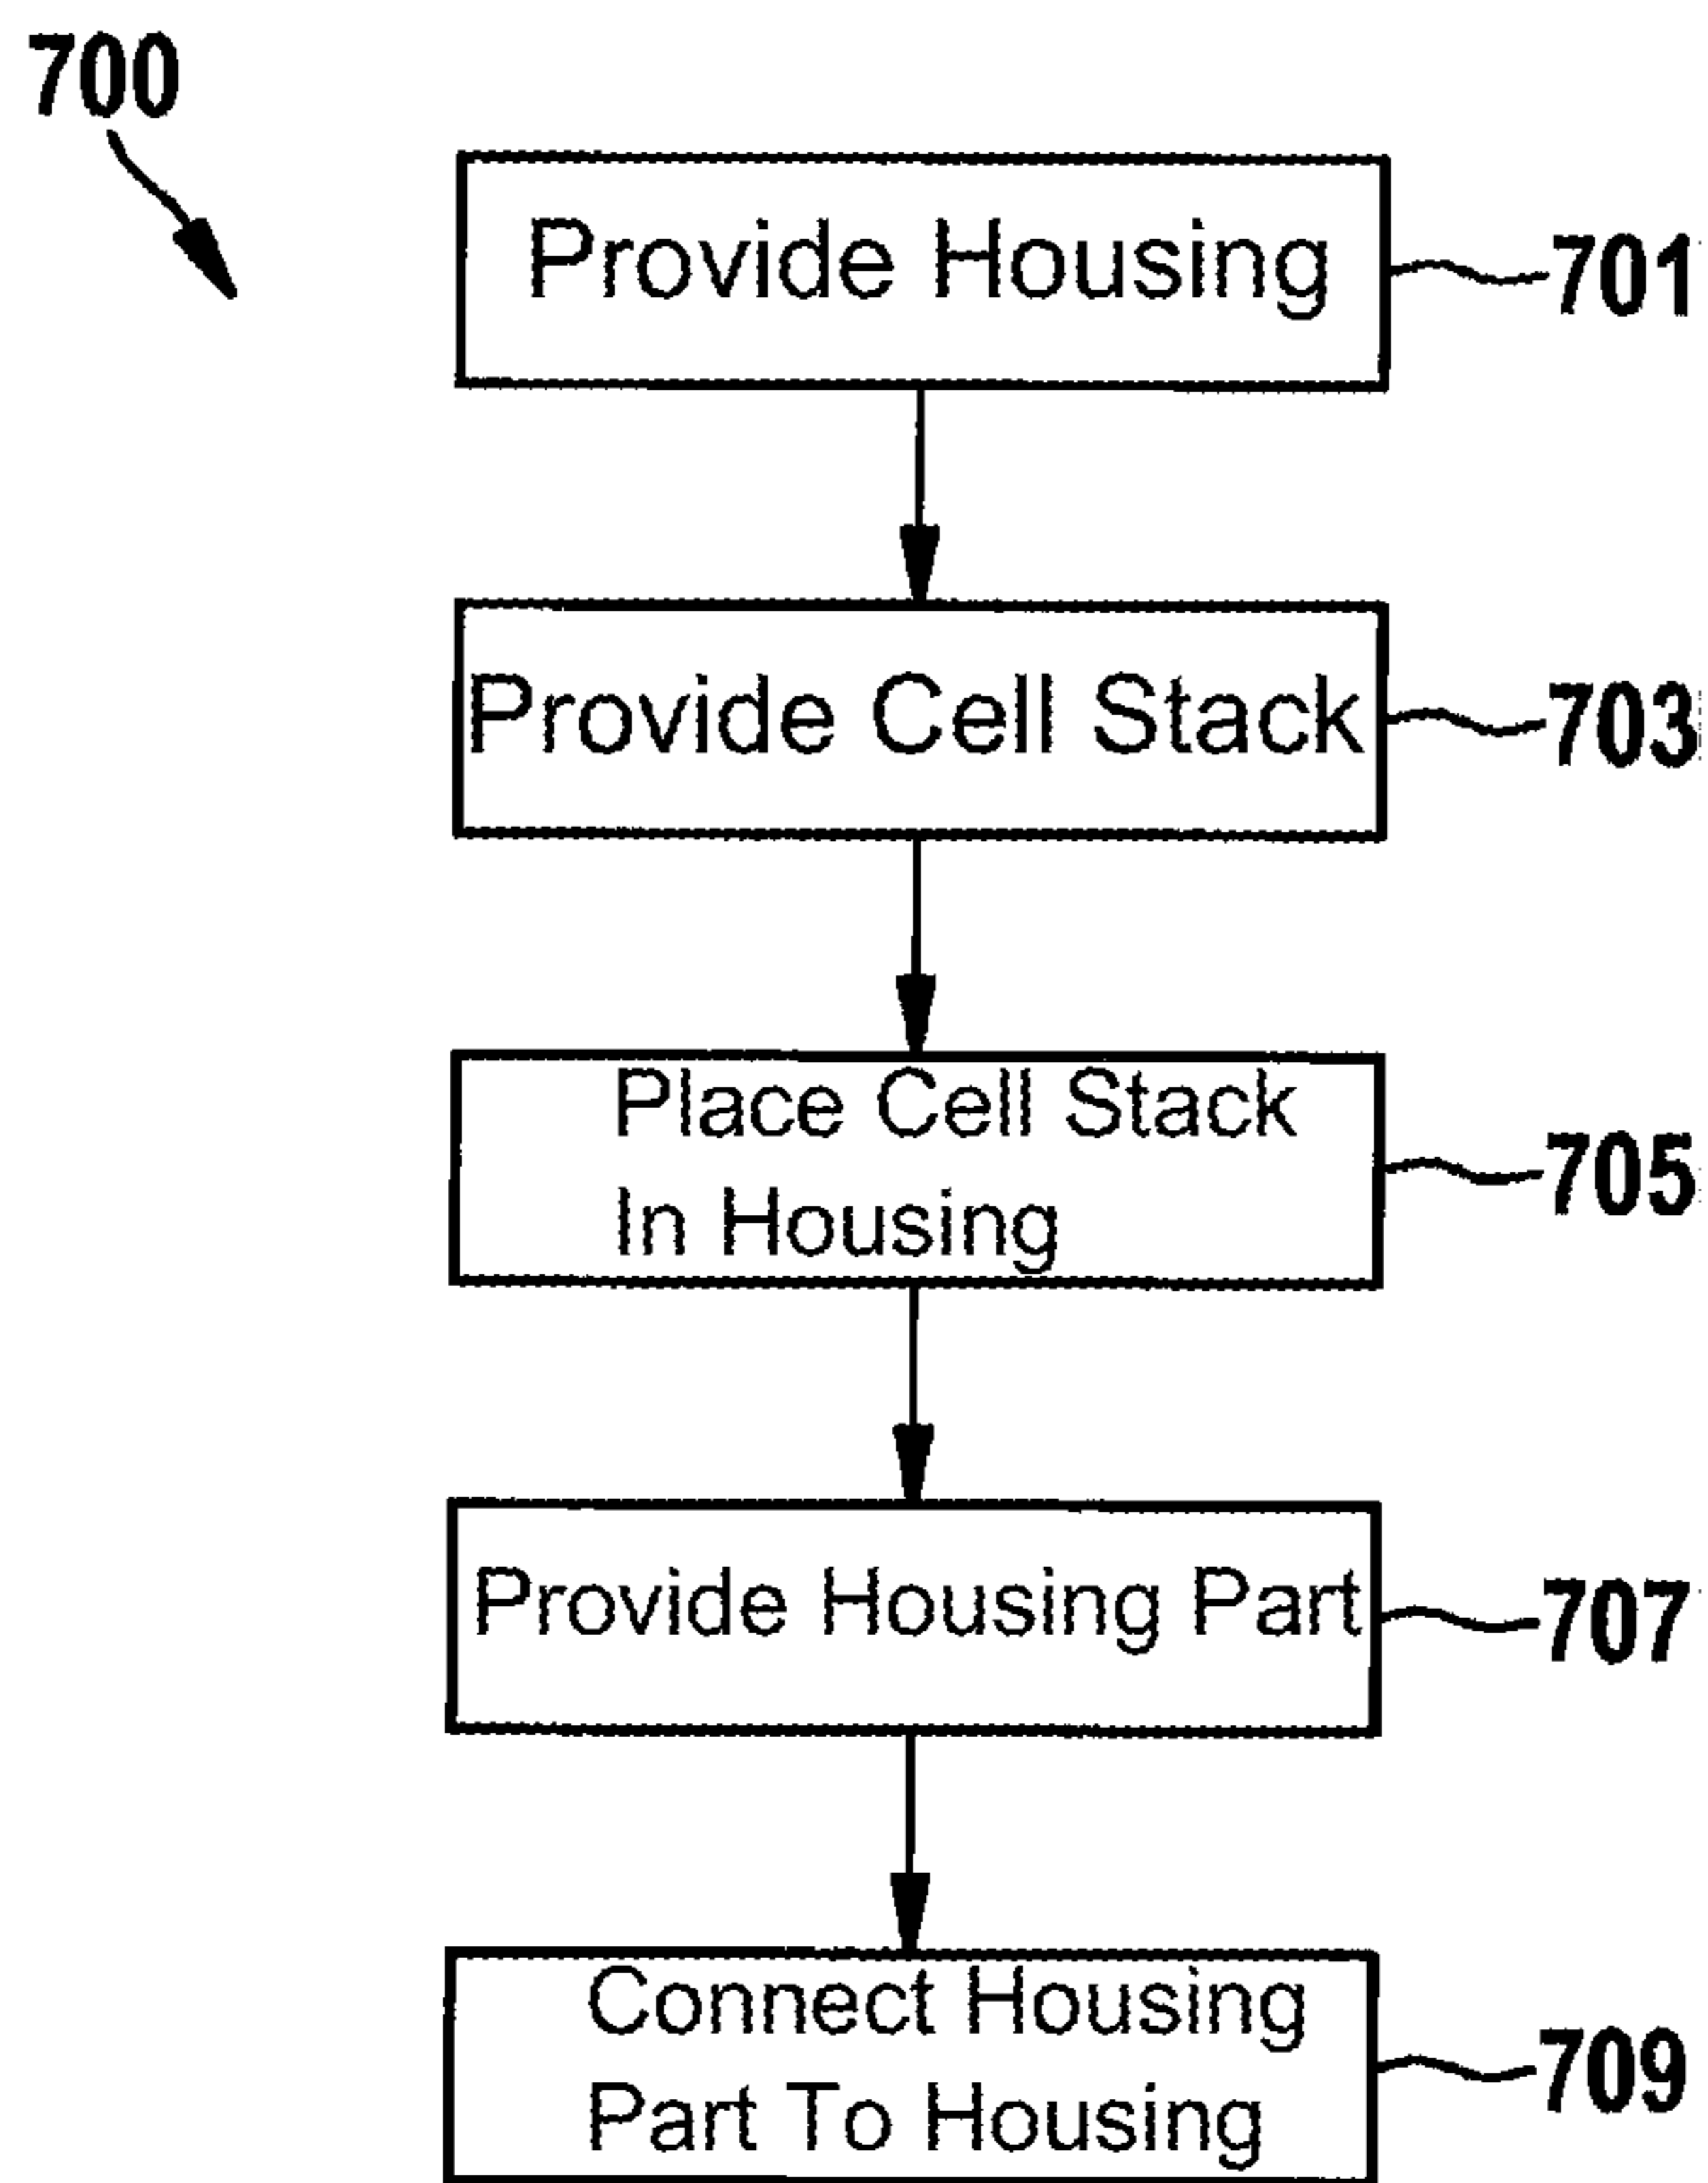 700
Provide Housing
701
Provide Cell Stack
703
Place Cell Stack
In Housing
705
Provide Housing Part
707
Connect Housing
Part To Housing
709